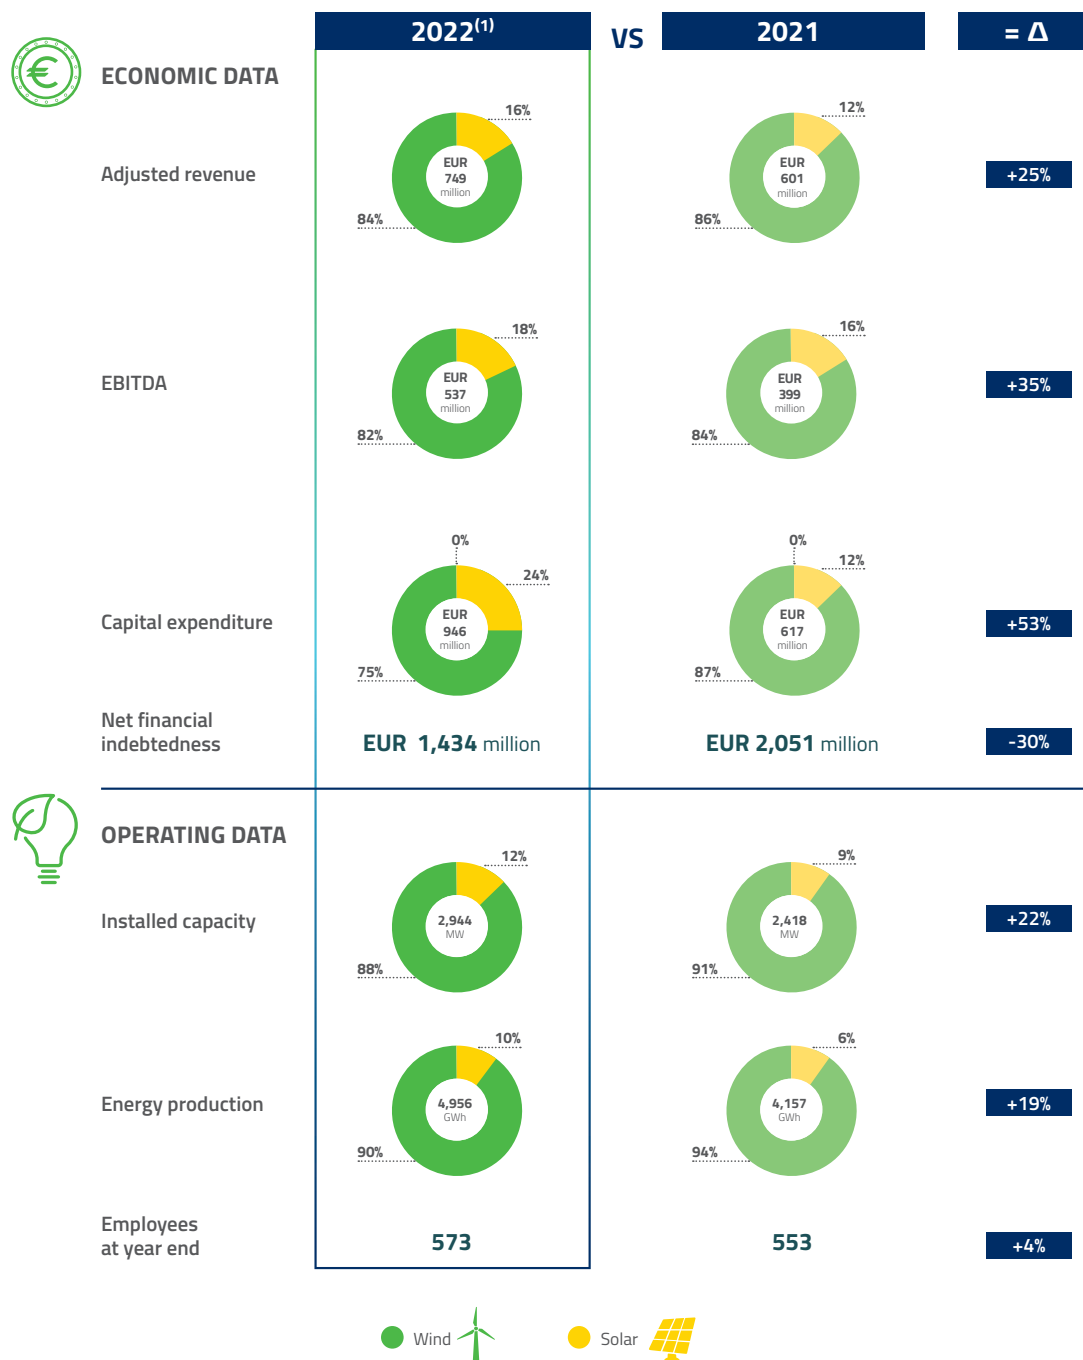 2022(1)
VS
2021
= Δ
ECONOMIC DATA
Adjusted revenue
16%
EUR
749
million
84%
12%
EUR
601
million
86%
+25%
EBITDA
18%
EUR
537
million
82%
16%
EUR
399
million
84%
+35%
Capital expenditure
0%
24%
EUR
946
million
75%
0%
12%
EUR
617
million
87%
+53%
Net financial
indebtedness
EUR 1,434 million
EUR 2,051 million
-30%
OPERATING DATA
Installed capacity
12%
2,944
MW
88%
9%
2,418
MW
91%
+22%
Energy production
10%
4,956
GWh
90%
6%
4,157
GWh
94%
+19%
Employees
at year end
573
553
+4%
Wind
Solar